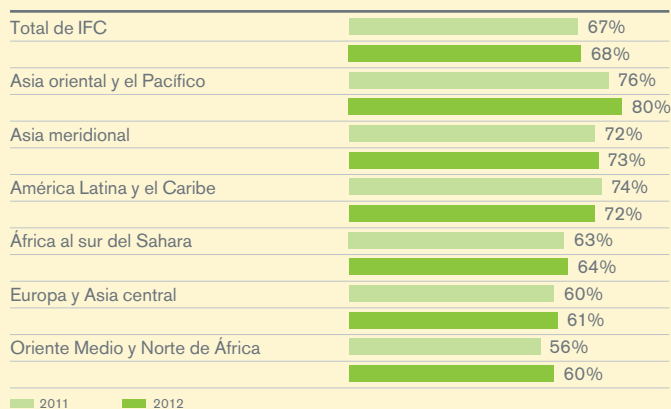 Total de IFC 67%
68%
Asia oriental y el Pacífico 76%
80%
Asia meridional 72%
73%
América Latina y el Caribe 74%
72%
África al sur del Sahara 63%
64%
Europa y Asia central 60%
61%
Oriente Medio y Norte de África 56%
60%
2011 2012